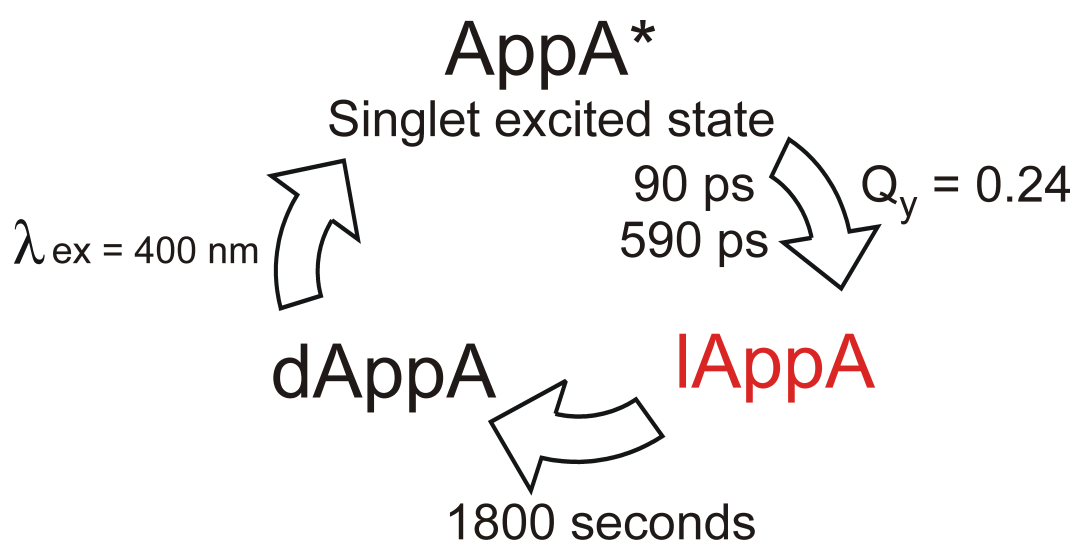 AppA*
Singlet excited state
90 ps
Qy = 0.24
590 ps
λex = 400 nm
dAppA
lAppA
1800 seconds